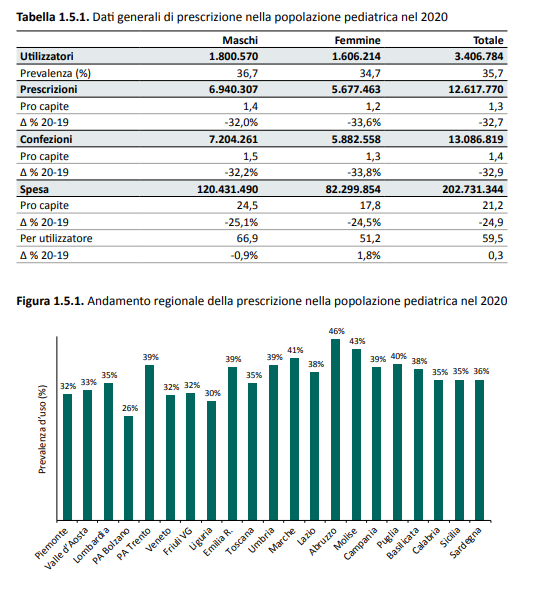 Tabella 1.5.1. Dati generali di prescrizione nella popolazione pediatrica nel 2020
Maschi Femmine Totale
Utilizzatori 1.800.570 1.606.214 3.406.784
Prevalenza (%) 36,7 34,7 35,7
Prescrizioni 6.940.307 5.677.463 12.617.770
Pro capite 1,4 1,2 1,3
Δ % 20-19 -32,0% -33,6% -32,7
Confezioni 7.204.261 5.882.558 13.086.819
Pro capite 1,5 1,3 1,4
Δ % 20-19 -32,2% -33,8% -32,9
Spesa 120.431.490 82.299.854 202.731.344
Pro capite 24,5 17,8 21,2
Δ % 20-19 -25,1% -24,5% -24,9
Per utilizzatore 66,9 51,2 59,5
Δ % 20-19 -0,9% 1,8% 0,3
Figura 1.5.1. Andamento regionale della prescrizione nella popolazione pediatrica nel 2020
Prevalenza d'uso (%)
32% 33% 35% 26% 39% 32% 32% 30% 39% 35% 39% 41% 38% 46% 43% 39% 40% 38% 35% 35% 36%
Piemonte
Valle d'Aosta
Lombardia
PA Bolzano
PA Trento
Veneto
Friuli VG
Liguria
Emilia R.
Toscana
Umbria
Marche
Lazio
Abruzzo
Molise
Campania
Puglia
Basilicata
Calabria
Sicilia
Sardegna